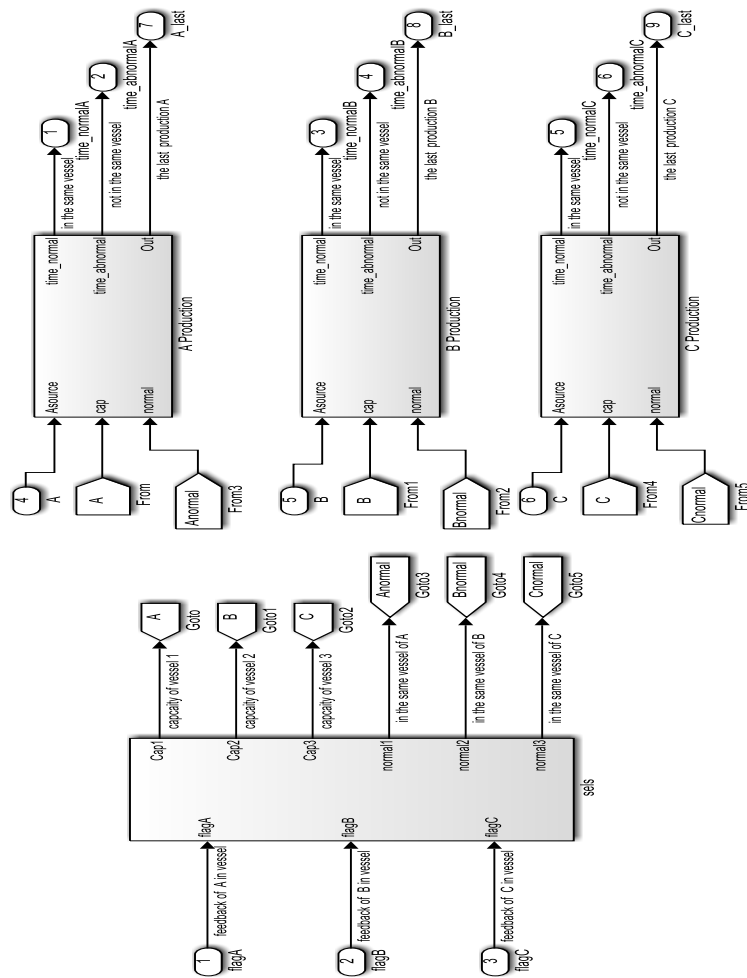 1
flagA
feedback of A in vessel
flagA
2
flagB
feedback of B in vessel
flagB
3
flagC
feedback of C in vessel
flagC
sels
Cap1
capcaity of vessel 1
A
Goto
Cap2
capcaity of vessel 2
B
Goto1
Cap3
capcaity of vessel 3
C
Goto2
normal1
in the same vessel of A
Anormal
Goto3
normal2
in the same vessel of B
Bnormal
Goto4
normal3
in the same vessel of C
Cnormal
Goto5
4
A
A
From
Anormal
From3
Asource
cap
normal
time_normal
time_abnormal
Out
A Production
in the same vessel
1
time_normalA
not in the same vessel
2
time_abnormalA
the last production A
7
A_last
5
B
B
From1
Bnormal
From2
Asource
cap
normal
time_normal
time_abnormal
Out
B Production
in the same vessel
3
time_normalB
not in the same vessel
4
time_abnormalB
the last production B
8
B_last
6
C
C
From4
Cnormal
From5
Asource
cap
normal
time_normal
time_abnormal
Out
C Production
in the same vessel
5
time_normalC
not in the same vessel
6
time_abnormalC
the last production C
9
C_last